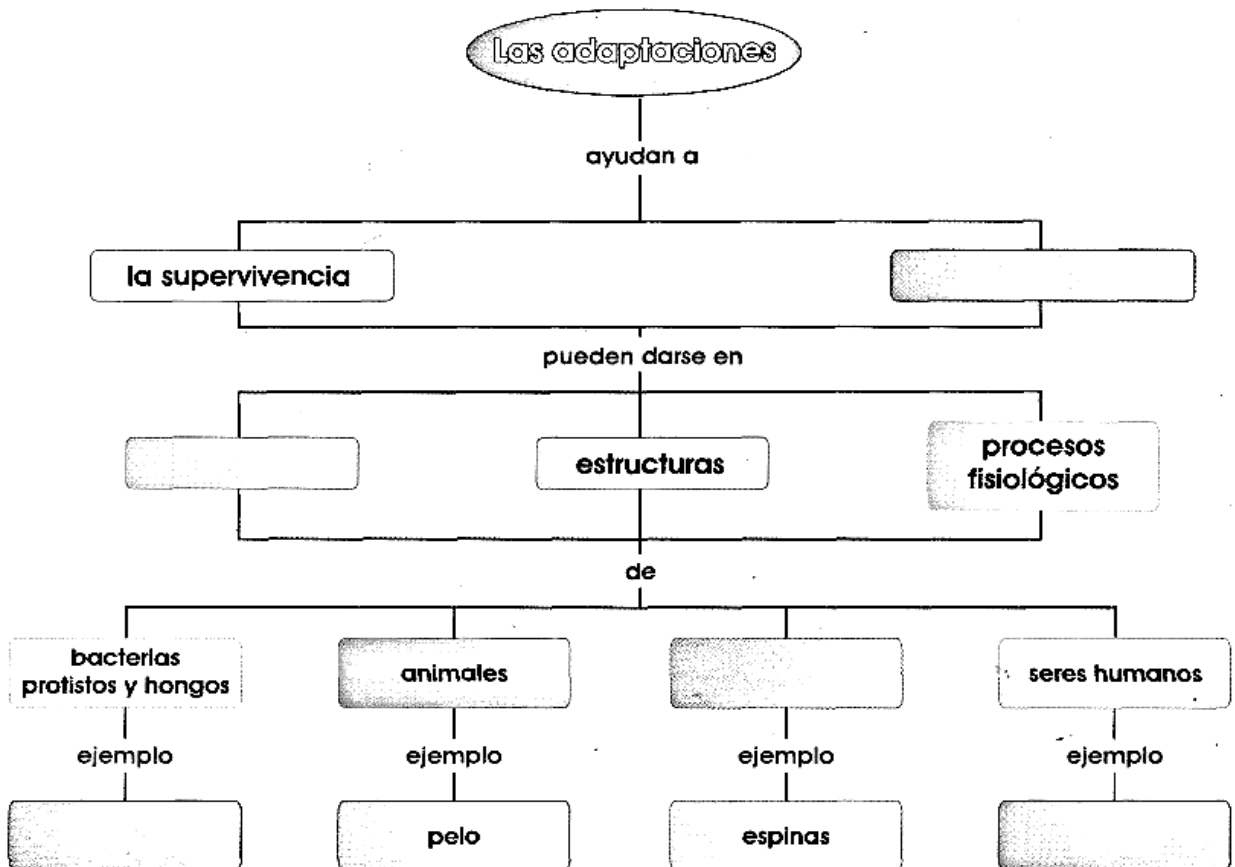 Las adaptaciones
ayudan a
la supervivencia
pueden darse en
estructuras
procesos
fisiológicos
de
bacterias
protistos y hongos
animales
seres humanos
ejemplo
ejemplo
ejemplo
ejemplo
pelo
espinas